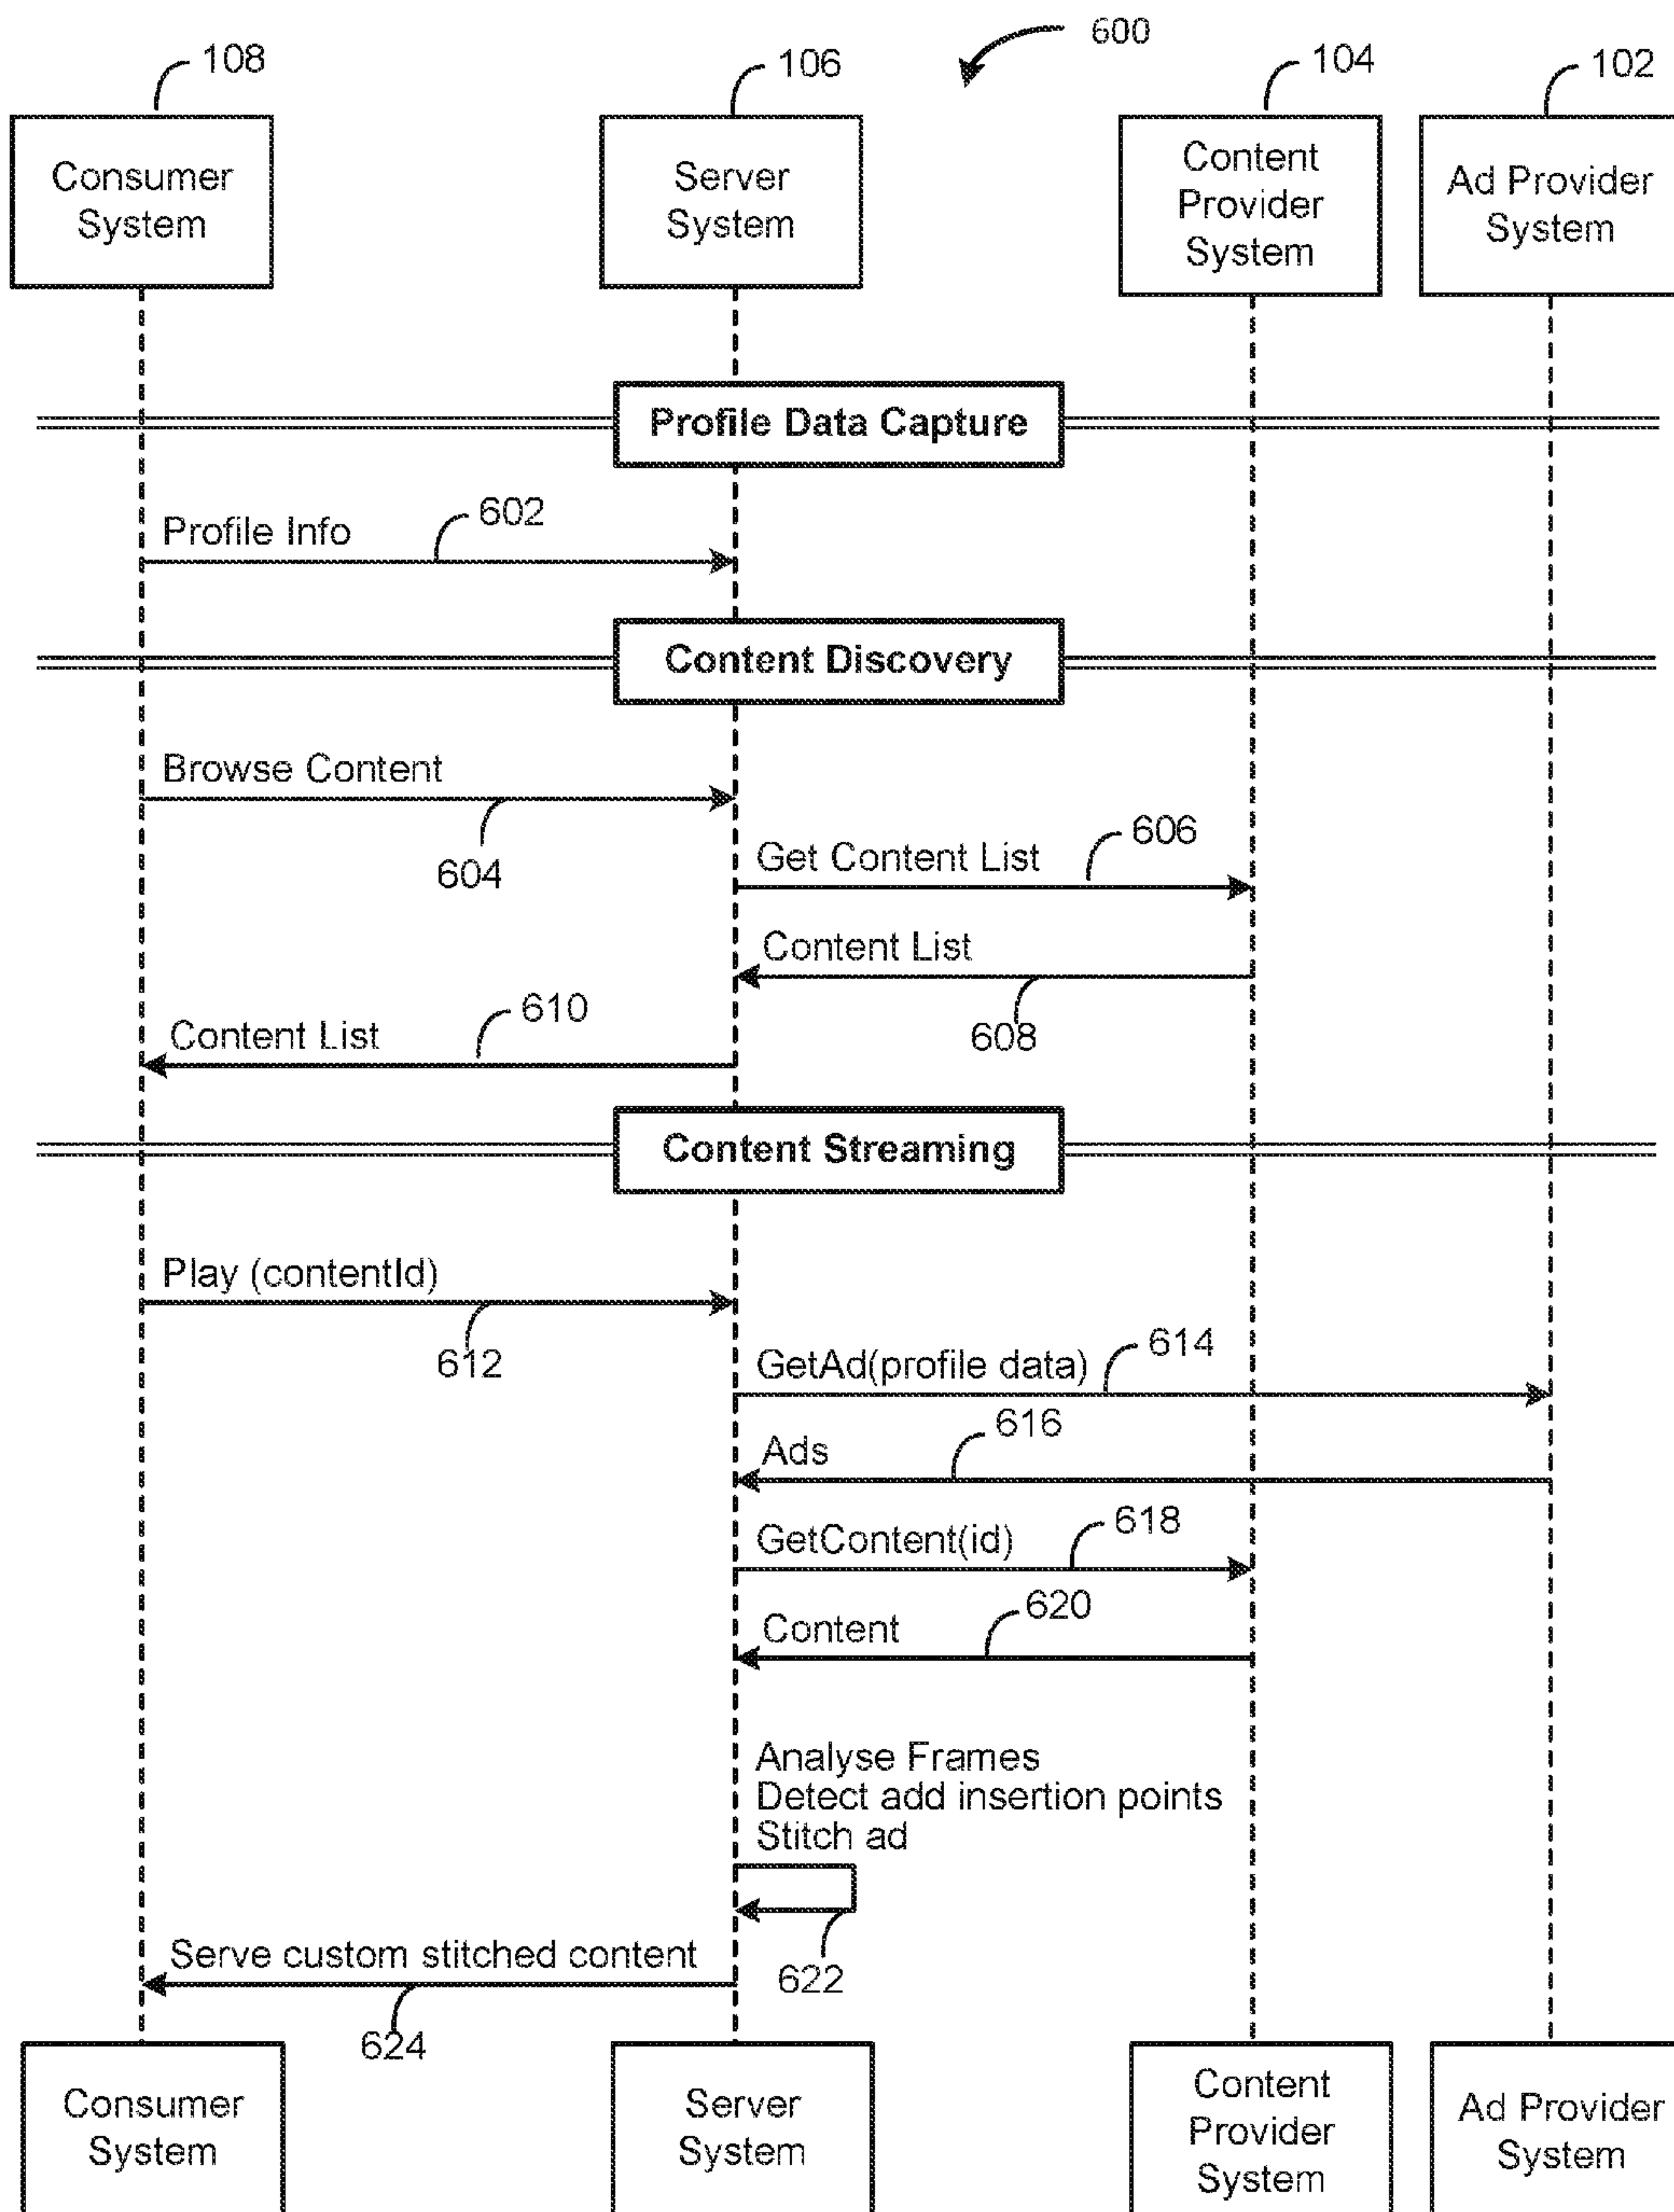 600
108
106
104
102
Consumer
System
Server
System
Content
Provider
System
Ad Provider
System
Profile Data Capture
Profile Info
602
Content Discovery
Browse Content
604
Get Content List
606
Content List
608
Content List
610
Content Streaming
Play (contentId)
612
GetAd(profile data)
614
Ads
616
GetContent(id)
618
Content
620
Analyse Frames
Detect add insertion points
Stitch ad
622
Serve custom stitched content
624
Consumer
System
Server
System
Content
Provider
System
Ad Provider
System